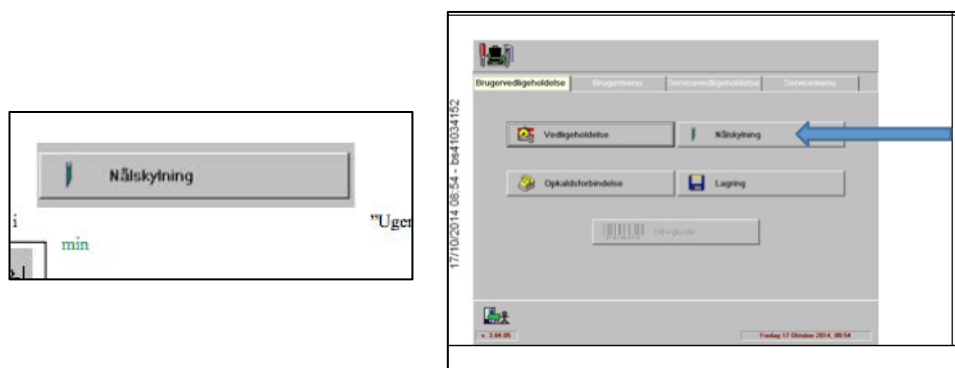 Nålskylning
i
"Uger
min
Brugervedligeholdelse
Brugermenu
Servicevedligeholdelse
Servicemenu
Vedligeholdelse
Nålskylning
Opkaldsforbindelse
Lagring
Stregkode
17/10/2014 08:54 - bs41034152
v. 3.04.05
Fredag 17 Oktober 2014, 08:54